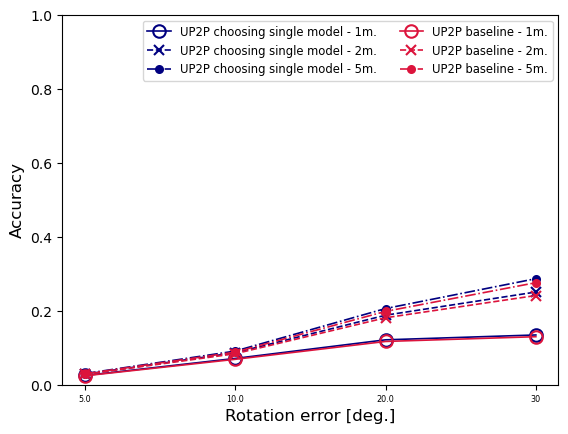 1.0
UP2P choosing single model - 1m.
UP2P choosing single model - 2m.
UP2P choosing single model - 5m.
UP2P baseline - 1m.
UP2P baseline - 2m.
UP2P baseline - 5m.
0.8
0.6
0.4
0.2
0.0
Accuracy
5.0 10.0 20.0 30
Rotation error [deg.]